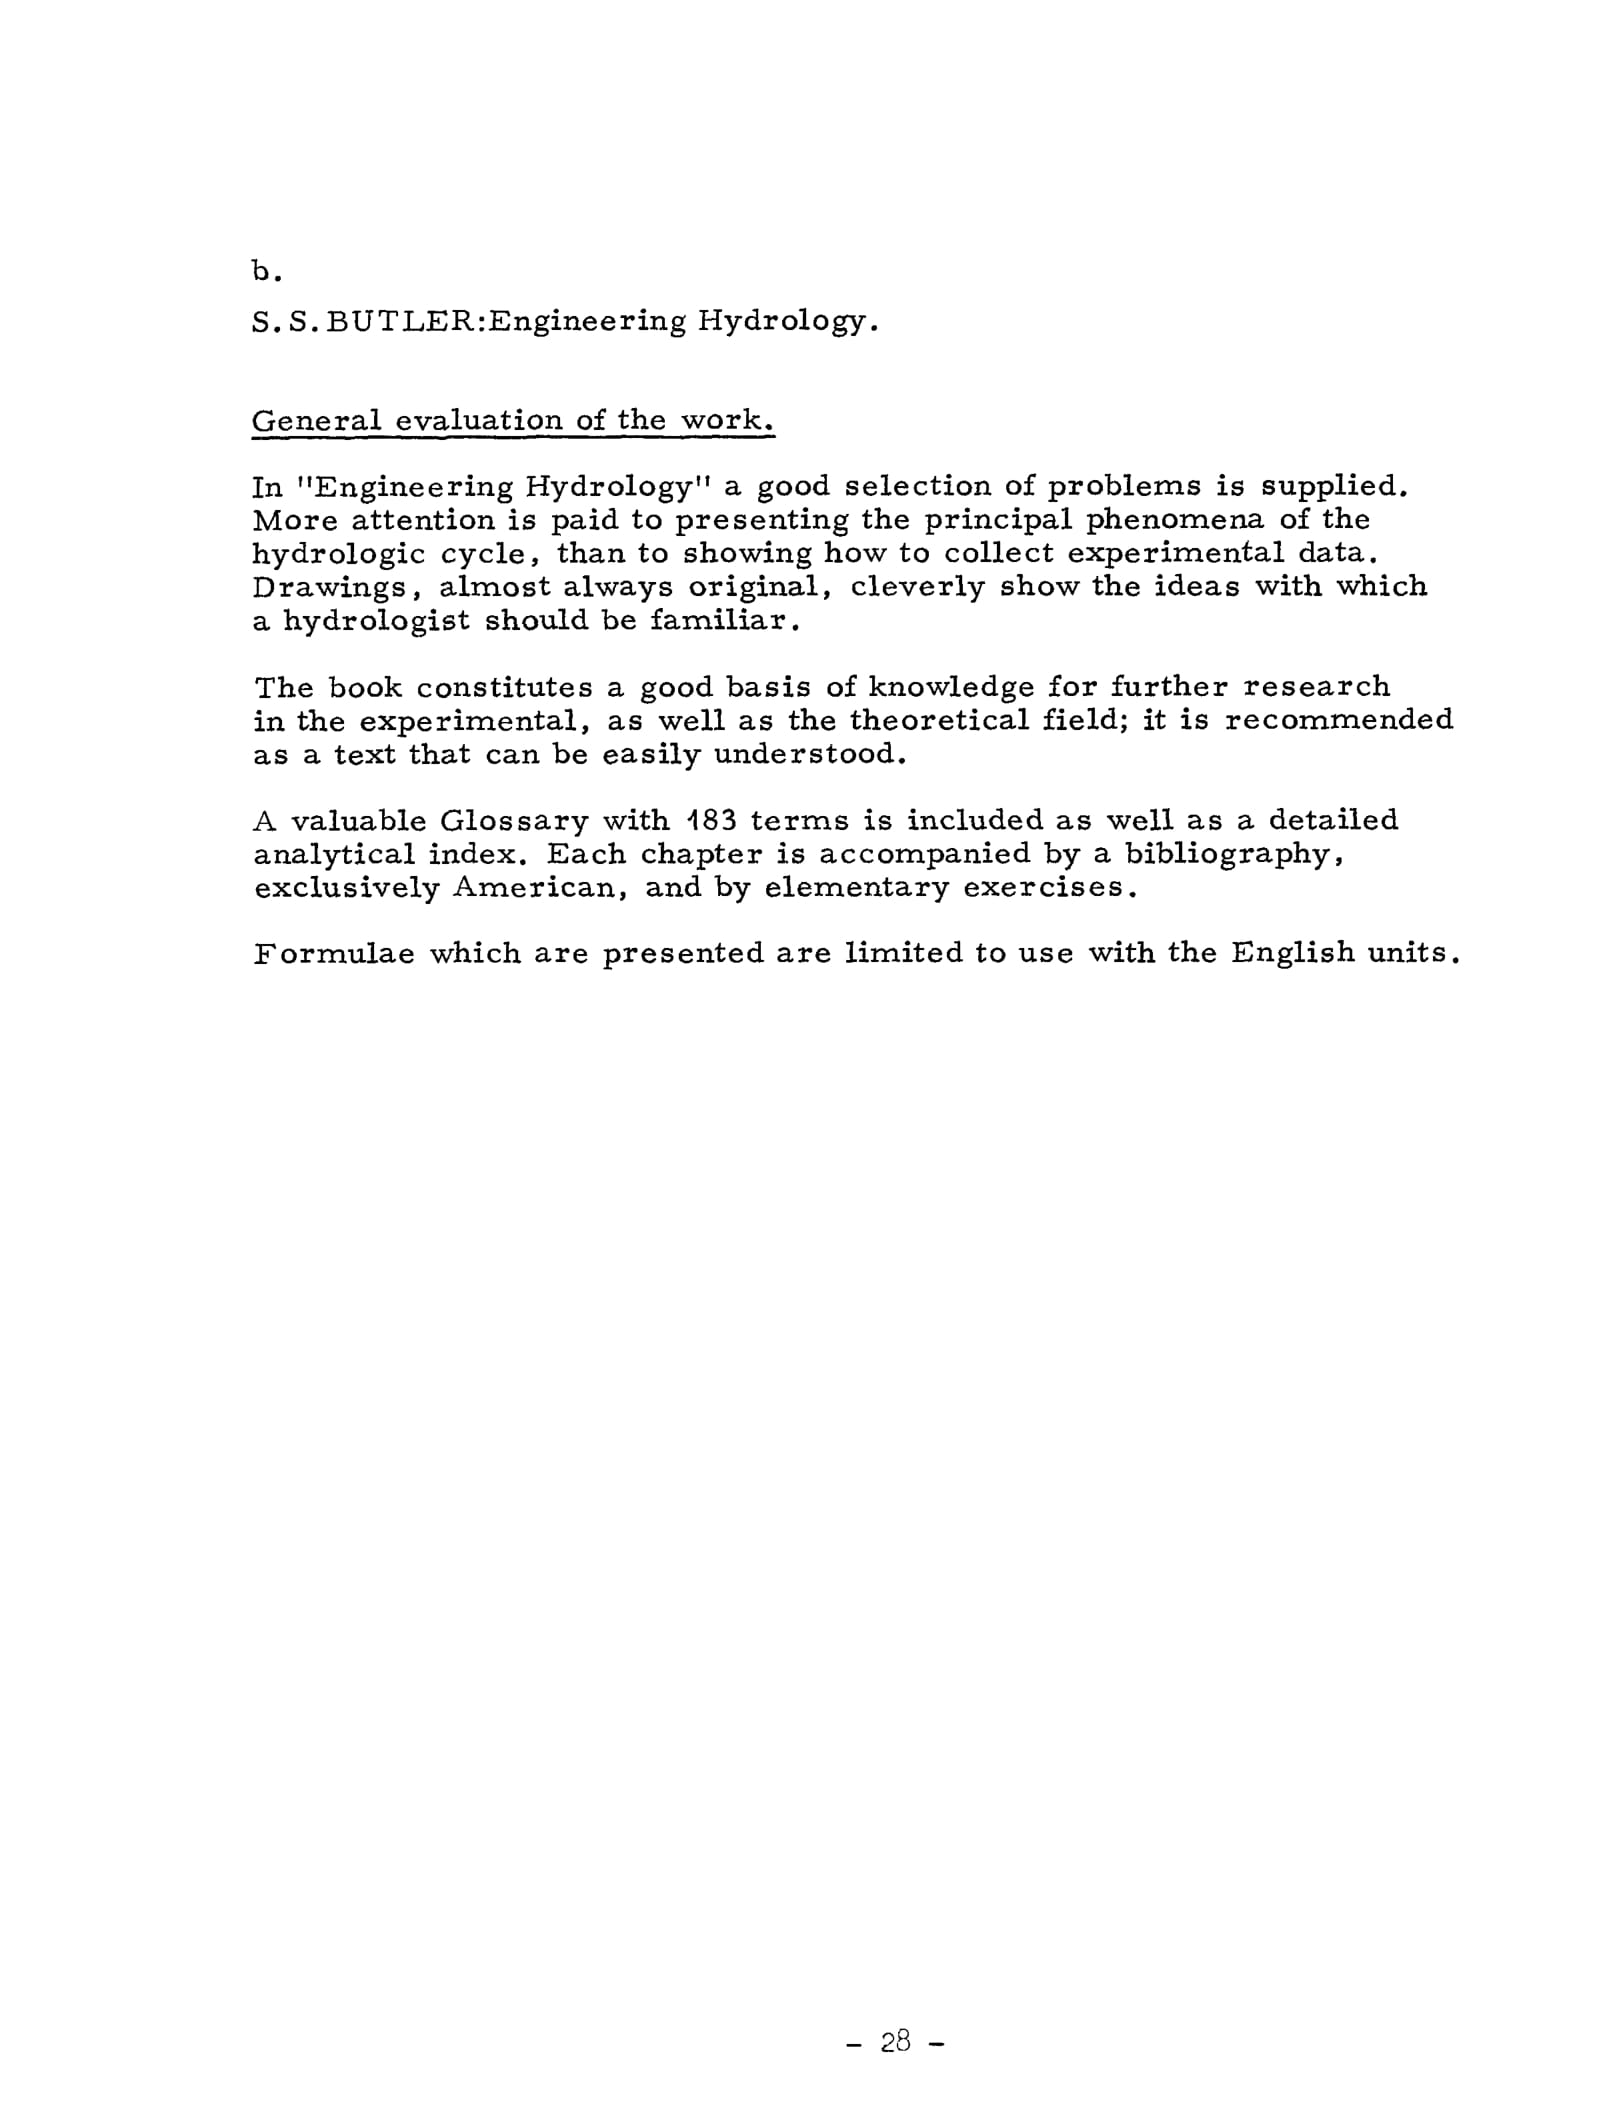 b.
S.S.BUTLER:Engineering Hydrology.
General evaluation of the work.
In "Engineering Hydrology" a good selection of problems is supplied.
More attention is paid to presenting the principal phenomena of the
hydrologic cycle, than to showing how to collect experimental data.
Drawings, almost always original, cleverly show the ideas with which
a hydrologist should be familiar.
The book constitutes a good basis of knowledge for further research
in the experimental, as well as the theoretical field; it is recommended
as a text that can be easily understood.
A valuable Glossary with 183 terms is included as well as a detailed
analytical index. Each chapter is accompanied by a bibliography,
exclusively American, and by elementary exercises.
Formulae which are presented are limited to use with the English units.
- 28 -